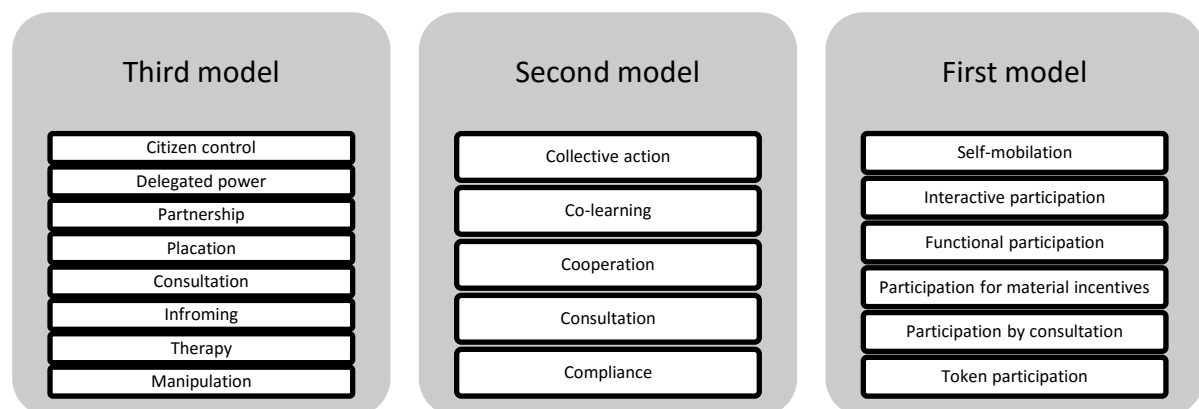 Third model
Citizen control
Delegated power
Partnership
Placation
Consultation
Infroming
Therapy
Manipulation
Second model
Collective action
Co-learning
Cooperation
Consultation
Compliance
First model
Self-mobilation
Interactive participation
Functional participation
Participation for material incentives
Participation by consultation
Token participation